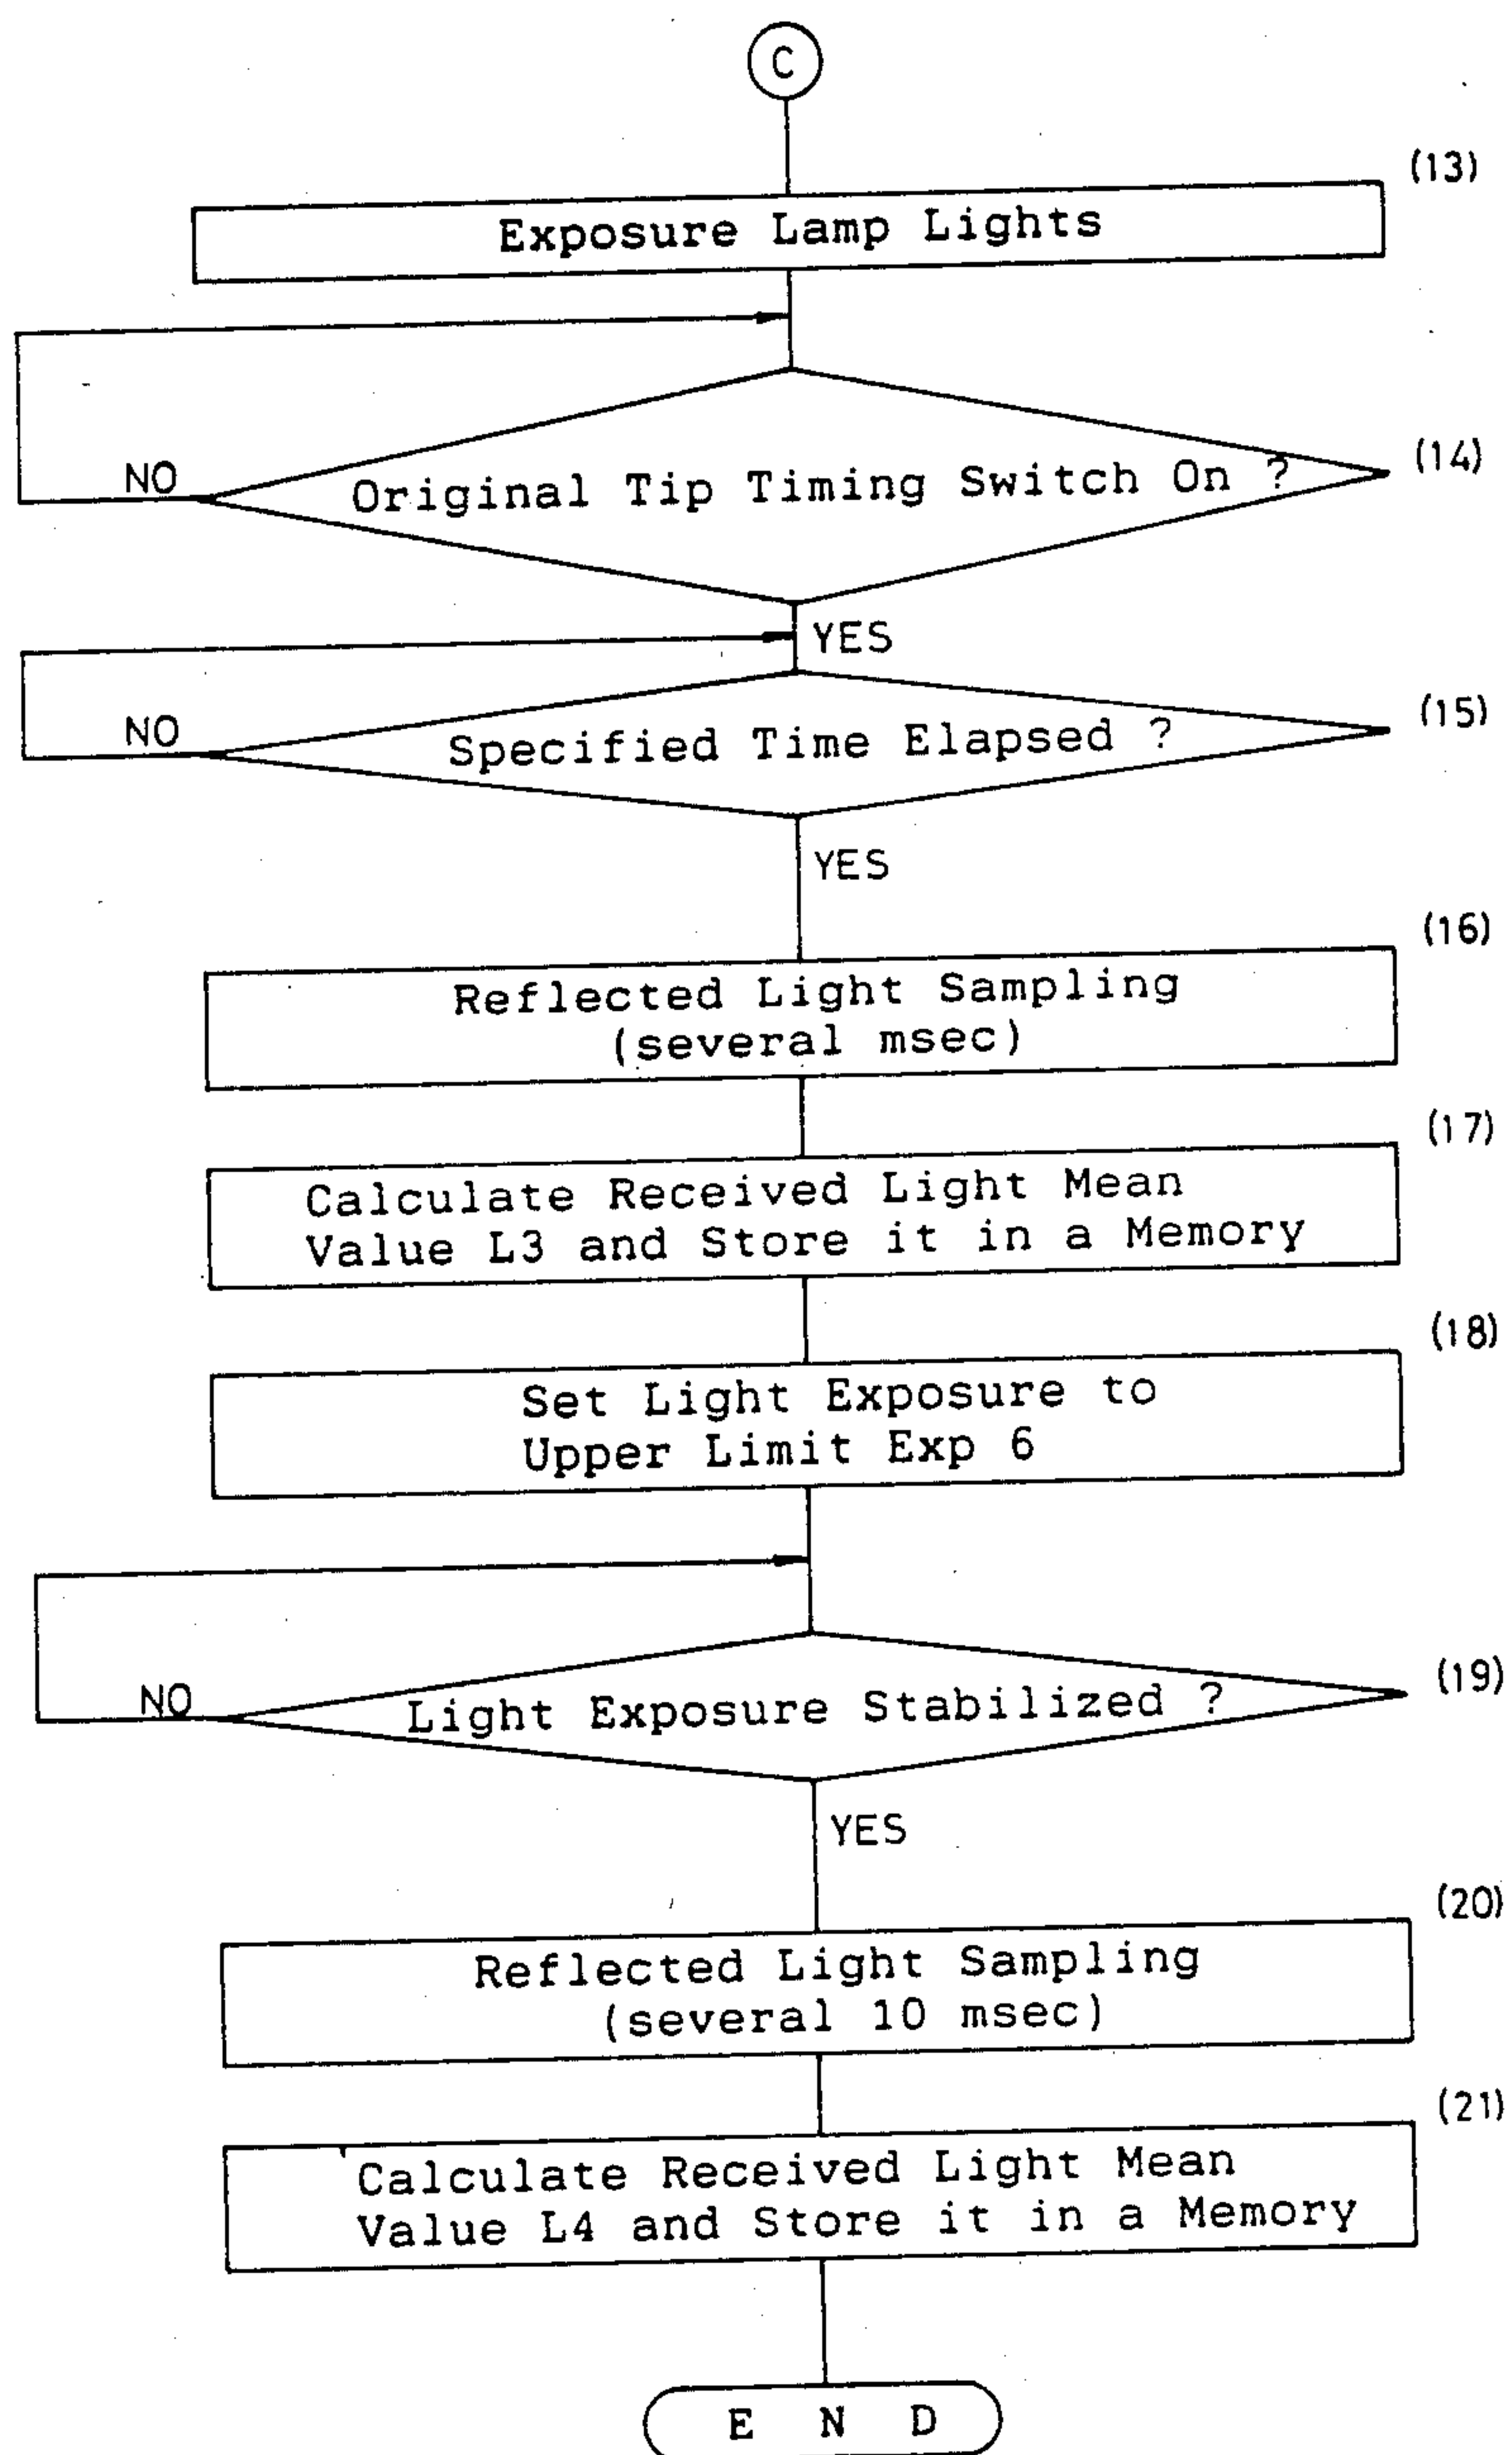 C
(13)
Exposure Lamp Lights
(14)
NO
Original Tip Timing Switch On ?
YES
(15)
NO
Specified Time Elapsed ?
YES
(16)
Reflected Light Sampling
(several msec)
(17)
Calculate Received Light Mean
Value L3 and Store it in a Memory
(18)
Set Light Exposure to
Upper Limit Exp 6
(19)
NO
Light Exposure Stabilized ?
YES
(20)
Reflected Light Sampling
(several 10 msec)
(21)
Calculate Received Light Mean
Value L4 and Store it in a Memory
E N D